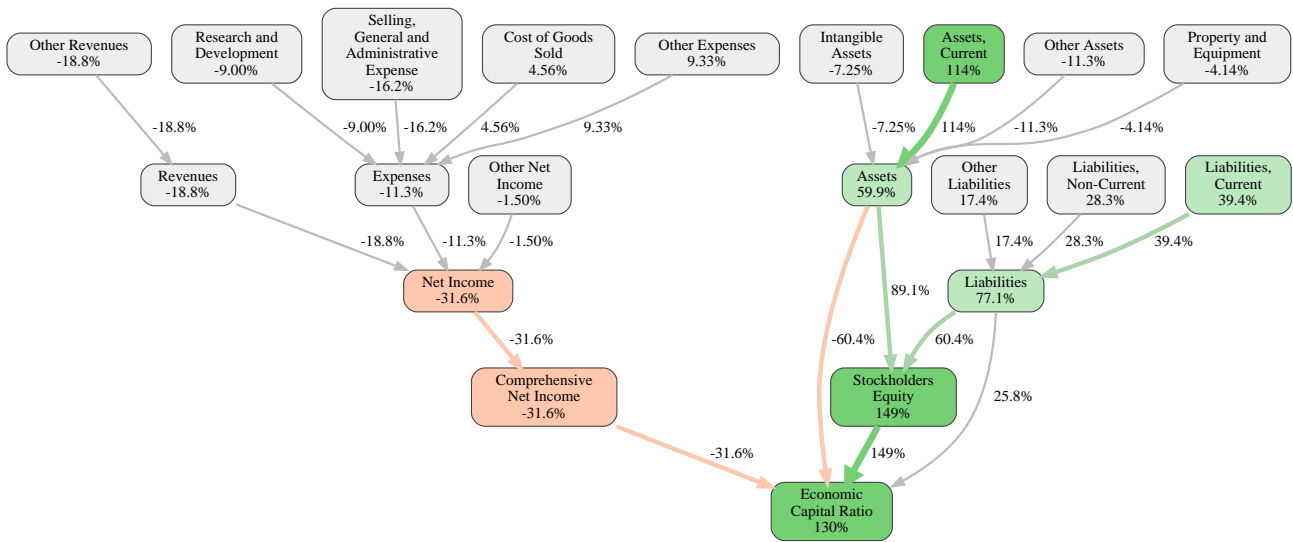 Other Revenues
-18.8%
Research and
Development
-9.00%
Selling,
General and
Administrative
Expense
-16.2%
Cost of Goods
Sold
4.56%
Other Expenses
9.33%
Intangible
Assets
-7.25%
Assets,
Current
114%
Other Assets
-11.3%
Property and
Equipment
-4.14%
-18.8%
-9.00%
-16.2%
4.56%
9.33%
-7.25%
114%
-11.3%
-4.14%
Revenues
-18.8%
Expenses
-11.3%
Other Net
Income
-1.50%
Assets
59.9%
Other
Liabilities
17.4%
Liabilities,
Non-Current
28.3%
Liabilities,
Current
39.4%
-18.8%
-11.3%
-1.50%
17.4%
28.3%
39.4%
Net Income
-31.6%
89.1%
Liabilities
77.1%
-31.6%
-60.4%
60.4%
Comprehensive
Net Income
-31.6%
Stockholders
Equity
149%
25.8%
-31.6%
149%
Economic
Capital Ratio
130%